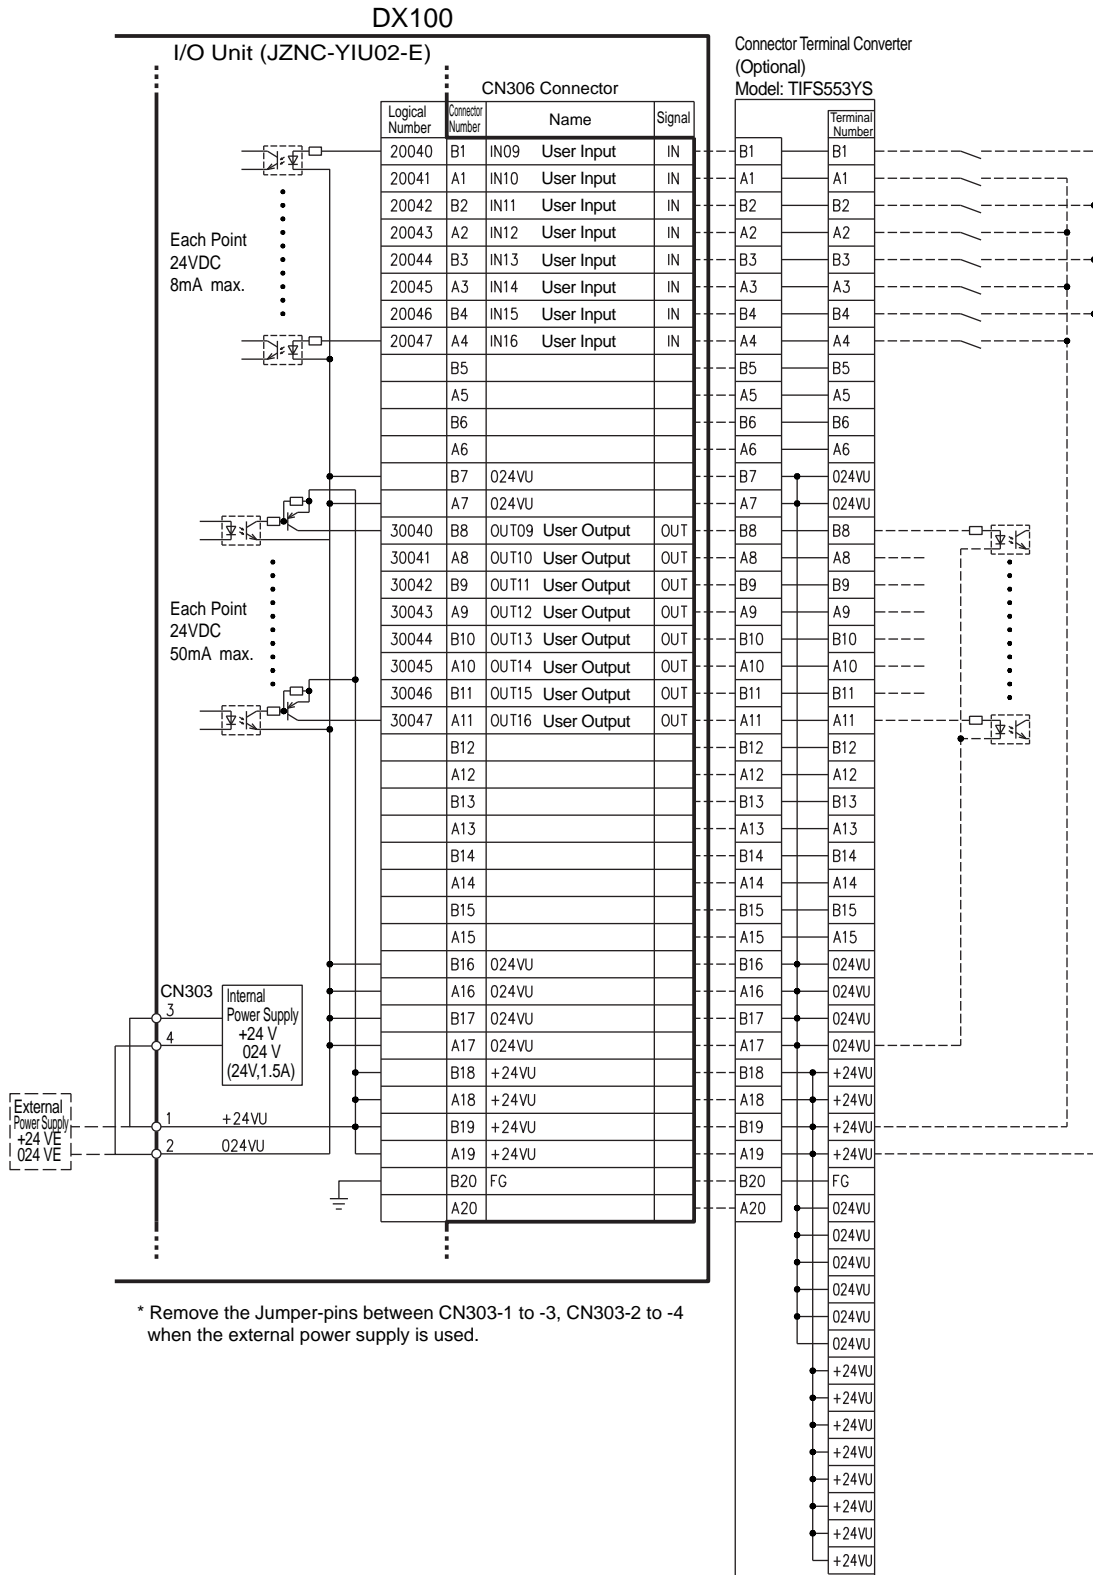 DX100
I/O Unit (JZNC-YIU02-E)
Connector Terminal Converter
(Optional)
Model: TIFS553YS
CN306 Connector
Logical Number Connector Number Name Signal Terminal Number
20040 B1 IN09 User Input IN B1 B1
20041 A1 IN10 User Input IN A1 A1
20042 B2 IN11 User Input IN B2 B2
20043 A2 IN12 User Input IN A2 A2
20044 B3 IN13 User Input IN B3 B3
20045 A3 IN14 User Input IN A3 A3
20046 B4 IN15 User Input IN B4 B4
20047 A4 IN16 User Input IN A4 A4
Each Point
24VDC
8mA max.
B5 B5 B5
A5 A5 A5
B6 B6 B6
A6 A6 A6
B7 024VU B7 024VU
A7 024VU A7 024VU
30040 B8 OUT09 User Output OUT B8 B8
30041 A8 OUT10 User Output OUT A8 A8
30042 B9 OUT11 User Output OUT B9 B9
30043 A9 OUT12 User Output OUT A9 A9
30044 B10 OUT13 User Output OUT B10 B10
30045 A10 OUT14 User Output OUT A10 A10
30046 B11 OUT15 User Output OUT B11 B11
30047 A11 OUT16 User Output OUT A11 A11
Each Point
24VDC
50mA max.
B12 B12 B12
A12 A12 A12
B13 B13 B13
A13 A13 A13
B14 B14 B14
A14 A14 A14
B15 B15 B15
A15 A15 A15
B16 024VU B16 024VU
A16 024VU A16 024VU
B17 024VU B17 024VU
A17 024VU A17 024VU
B18 +24VU B18 +24VU
A18 +24VU A18 +24VU
B19 +24VU B19 +24VU
A19 +24VU A19 +24VU
B20 FG B20 FG
A20 A20 024VU
024VU
024VU
024VU
024VU
024VU
+24VU
+24VU
+24VU
+24VU
+24VU
+24VU
+24VU
+24VU
CN303
3
4
Internal
Power Supply
+24 V
024 V
(24V,1.5A)
External
Power Supply
+24 VE
024 VE
1 +24VU
2 024VU
* Remove the Jumper-pins between CN303-1 to -3, CN303-2 to -4
when the external power supply is used.